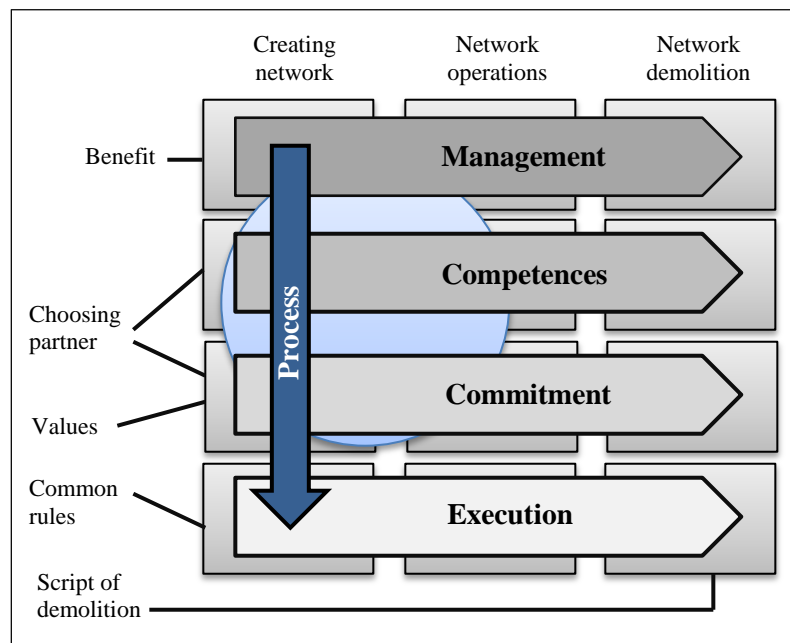 Creating
network
Network
operations
Network
demolition
Benefit
Management
Competences
Choosing
partner
Process
Commitment
Values
Common
rules
Execution
Script of
demolition